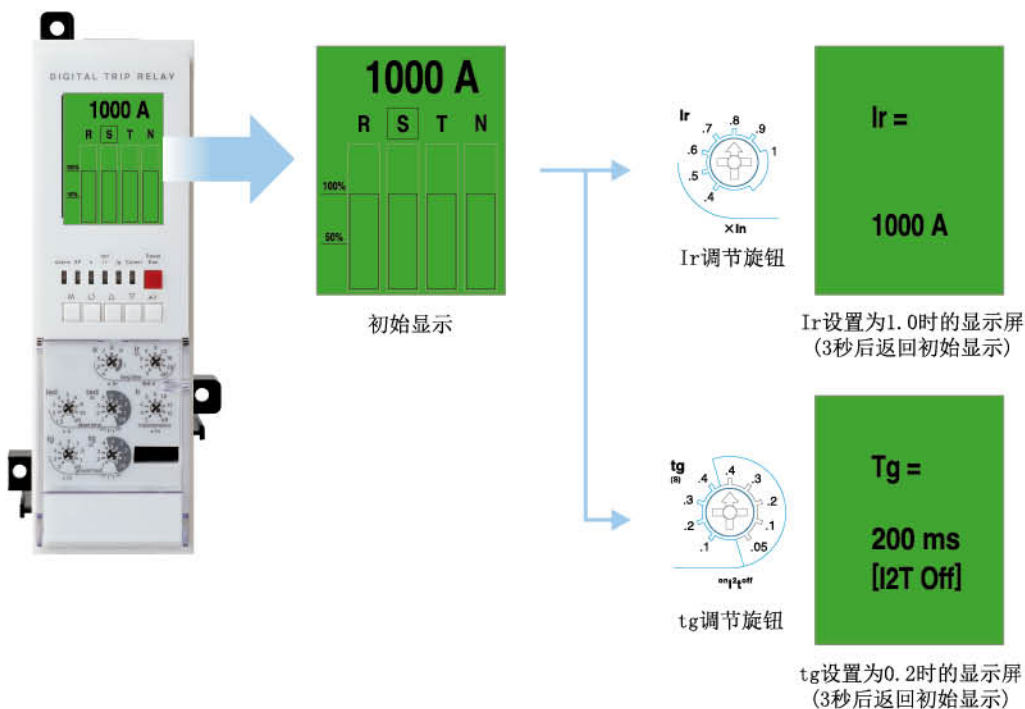 DIGITAL TRIP RELAY
1000 A
R S T N
1000 A
R S T N
100%
50%
初始显示
Ir
.4 .5 .6 .7 .8 .9 1
×In
Ir调节旋钮
Ir =
1000 A
Ir设置为1.0时的显示屏
(3秒后返回初始显示)
tg
(S)
.1 .2 .3 .4 .4 .3 .2 .1 .05
on I²t off
tg调节旋钮
Tg =
200 ms
[I2T Off]
tg设置为0.2时的显示屏
(3秒后返回初始显示)